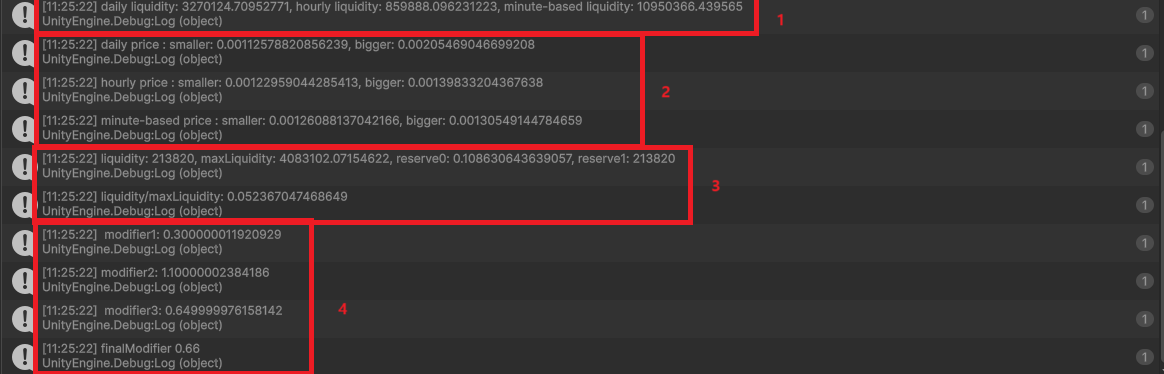 [11:25:22] daily liquidity: 3270124.70952771, hourly liquidity: 859888.096231223, minute-based liquidity: 10950366.439565
UnityEngine.Debug:Log (object)
1
1
[11:25:22] daily price : smaller: 0.00112578820856239, bigger: 0.00205469046699208
UnityEngine.Debug:Log (object)
1
[11:25:22] hourly price : smaller: 0.00122959044285413, bigger: 0.00139833204367638
UnityEngine.Debug:Log (object)
2
1
[11:25:22] minute-based price : smaller: 0.00126088137042166, bigger: 0.00130549144784659
UnityEngine.Debug:Log (object)
1
[11:25:22] liquidity: 213820, maxLiquidity: 4083102.07154622, reserve0: 0.108630643639057, reserve1: 213820
UnityEngine.Debug:Log (object)
1
3
[11:25:22] liquidity/maxLiquidity: 0.052367047468649
UnityEngine.Debug:Log (object)
1
[11:25:22] modifier1: 0.300000011920929
UnityEngine.Debug:Log (object)
1
[11:25:22] modifier2: 1.10000002384186
UnityEngine.Debug:Log (object)
1
[11:25:22] modifier3: 0.649999976158142
UnityEngine.Debug:Log (object)
4
1
[11:25:22] finalModifier 0.66
UnityEngine.Debug:Log (object)
1